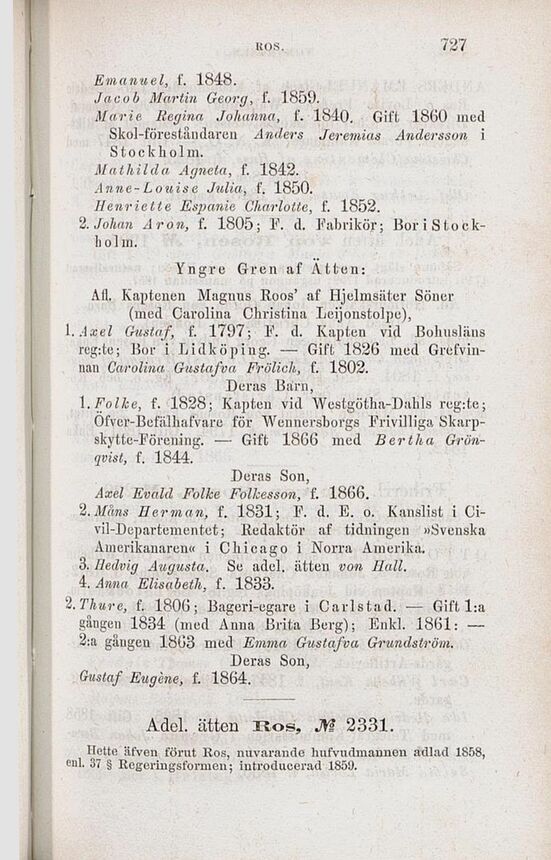 ROS. 727
Emanuel, f. 1848.
Jacob Martin Georg, f. 1859.
Marie Regina Johanna, f. 1840. Gift 1860 med
Skol-föreståndaren Anders Jeremias Andersson i
Stockholm.
Mathilda Agneta, f. 1842.
Anne-Louise Julia, f. 1850.
Henriette Espanie Charlotte, f. 1852.
2. Johan Aron, f. 1805; F. d. Fabrikör; Bor i Stock-
holm.
Yngre Gren af Ätten:
Afl. Kaptenen Magnus Roos' af Hjelmsäter Söner
(med Carolina Christina Leijonstolpe),
1. Axel Gustaf, f. 1797; F. d. Kapten vid Bohusläns
reg:te; Bor i Lidköping. — Gift 1826 med Grefvin-
nan Carolina Gustafva Frölich, f. 1802.
Deras Barn,
1. Folke, f. 1828; Kapten vid Westgötha-Dahls reg:te;
Öfver-Befälhafvare för Wennersborgs Frivilliga Skarp-
skytte-Förening. — Gift 1866 med Bertha Grön-
qvist, f. 1844.
Deras Son,
Axel Evald Folke Folkesson, f. 1866.
2. Måns Herman, f. 1831; F. d. E. o. Kanslist i Ci-
vil-Departementet; Redaktör af tidningen »Svenska
Amerikanaren« i Chicago i Norra Amerika.
3. Hedvig Augusta. Se adel. ätten von Hall.
4. Anna Elisabeth, f. 1833.
2. Thure, f. 1806; Bageri-egare i Carlstad. — Gift 1:a
gången 1834 (med Anna Brita Berg); Enkl. 1861: —
2:a gången 1863 med Emma Gustafva Grundström.
Deras Son,
Gustaf Eugène, f. 1864.
Adel. ätten Ros, № 2331.
Hette äfven förut Ros, nuvarande hufvudmannen adlad 1858,
enl. 37 § Regeringsformen; introducerad 1859.